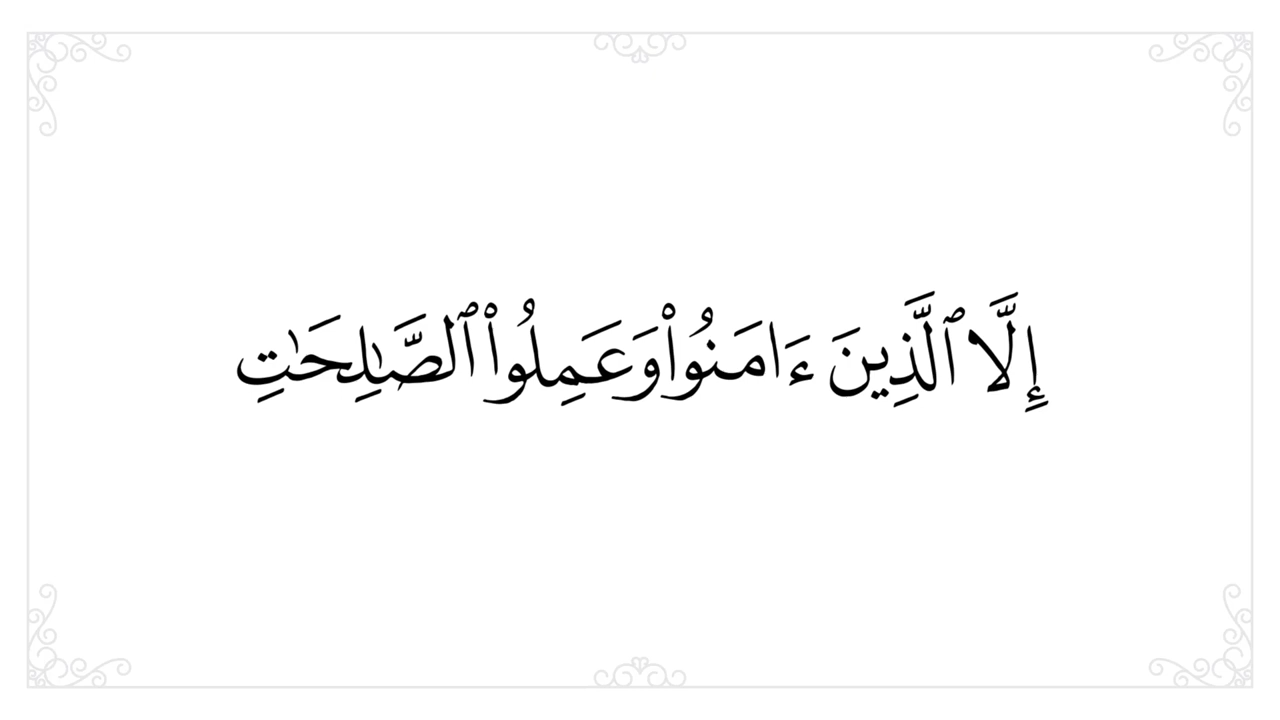 إِلَّا ٱلَّذِينَ ءَامَنُوا۟ وَعَمِلُوا۟ ٱلصَّـٰلِحَـٰتِ